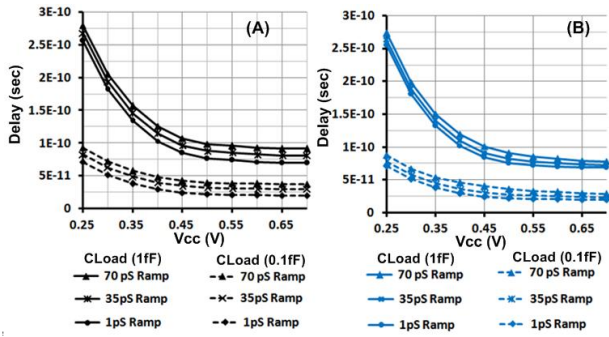 3E-10
2.5E-10
2E-10
1.5E-10
1E-10
5E-11
0
Delay (sec)
(A)
0.25 0.35 0.45 0.55 0.65
Vcc (V)
CLoad (1fF) CLoad (0.1fF)
70 pS Ramp 70 pS Ramp
35pS Ramp 35pS Ramp
1pS Ramp 1pS Ramp
3E-10
2.5E-10
2E-10
1.5E-10
1E-10
5E-11
0
Delay (sec)
(B)
0.25 0.35 0.45 0.55 0.65
Vcc (V)
CLoad (1fF) CLoad (0.1fF)
70 pS Ramp 70 pS Ramp
35pS Ramp 35pS Ramp
1pS Ramp 1pS Ramp